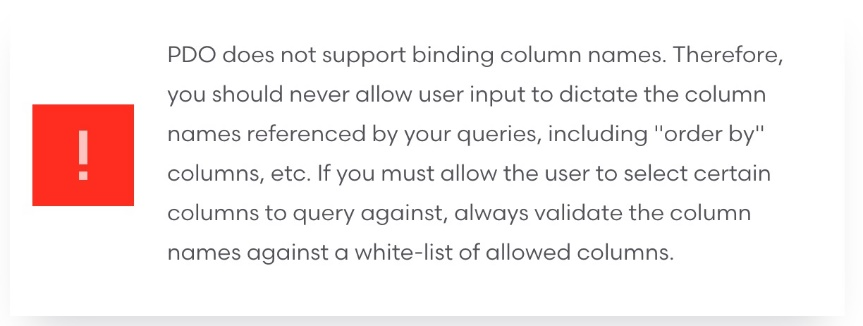 PDO does not support binding column names. Therefore,
you should never allow user input to dictate the column
names referenced by your queries, including "order by"
columns, etc. If you must allow the user to select certain
columns to query against, always validate the column
names against a white-list of allowed columns.